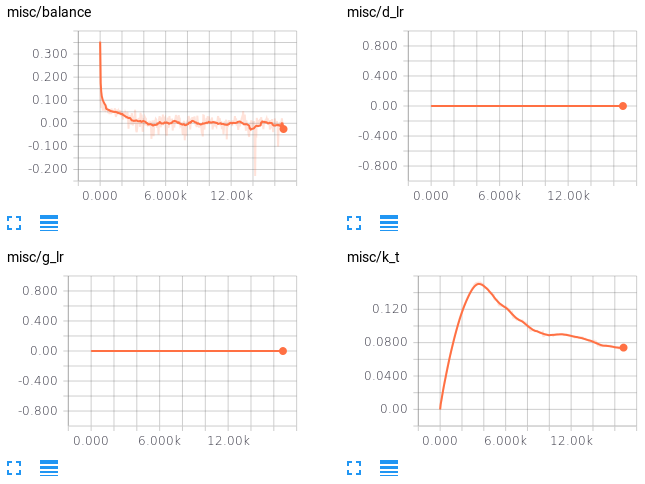 misc/balance
0.300
0.200
0.100
0.00
-0.100
-0.200
0.000 6.000k 12.00k
misc/d_lr
0.800
0.400
0.00
-0.400
-0.800
0.000 6.000k 12.00k
misc/g_lr
0.800
0.400
0.00
-0.400
-0.800
0.000 6.000k 12.00k
misc/k_t
0.120
0.0800
0.0400
0.00
0.000 6.000k 12.00k